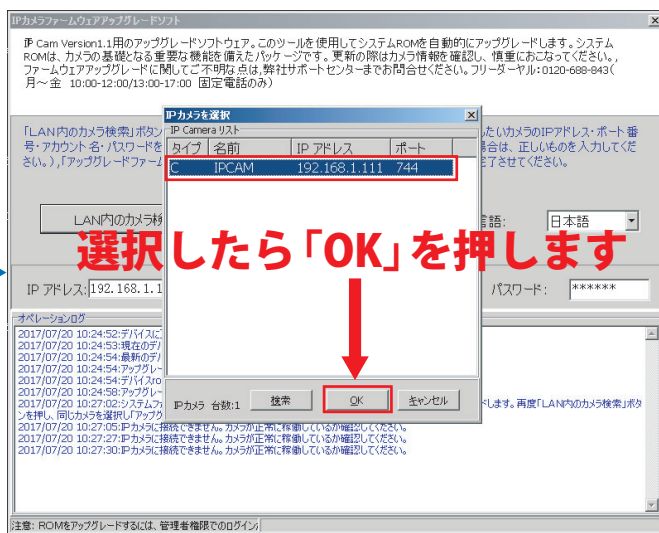 IPカメラファームウェアアップグレードソフト
IP Cam Version1.1用のアップグレードソフトウェア。このツールを使用してシステムROMを自動的にアップグレードします。システム
ROMは、カメラの基礎となる重要な機能を備えたパッケージです。更新の際はカメラ情報を確認し、慎重におこなってください。,
ファームウエアアップグレードに関してご不明な点は,弊社サポートセンターまでお問合せください。フリーダーヤル:0120-688-843(
月~金 10:00-12:00/13:00-17:00 固定電話のみ)
IPカメラを選択
IP Camera リスト
タイプ 名前 IP アドレス ポート
C IPCAM 192.168.1.111 744
「LAN内のカメラ検索」ボタン
したいカメラのIPアドレス・ポート番
号・アカウント名・パスワードを
場合は、正しいものを入力してくだ
さい。),「アップグレードファーム
完了させてください。
LAN内のカメラ検
言語: 日本語
選択したら「OK」を押します
IP アドレス: 192.168.1.1
パスワード: ******
オペレーションログ
2017/07/20 10:24:52:デバイスに
2017/07/20 10:24:53:現在のデ
2017/07/20 10:24:54:最新のデ
2017/07/20 10:24:54:アップグレー
2017/07/20 10:24:54:デバイスro
2017/07/20 10:24:58:アップグレー
2017/07/20 10:27:02:システムフ
ドします。再度「LAN内のカメラ検索」ボタ
ンを押し、同じカメラを選択し「アップグ
2017/07/20 10:27:05:IPカメラに接続できません。カメラが正常に稼働しているか確認してください。
2017/07/20 10:27:27:IPカメラに接続できません。カメラが正常に稼働しているか確認してください。
2017/07/20 10:27:30:IPカメラに接続できません。カメラが正常に稼働しているか確認してください。
IPカメラ 台数:1 検索 OK キャンセル
注意: ROMをアップグレードするには、管理者権限でのログイン